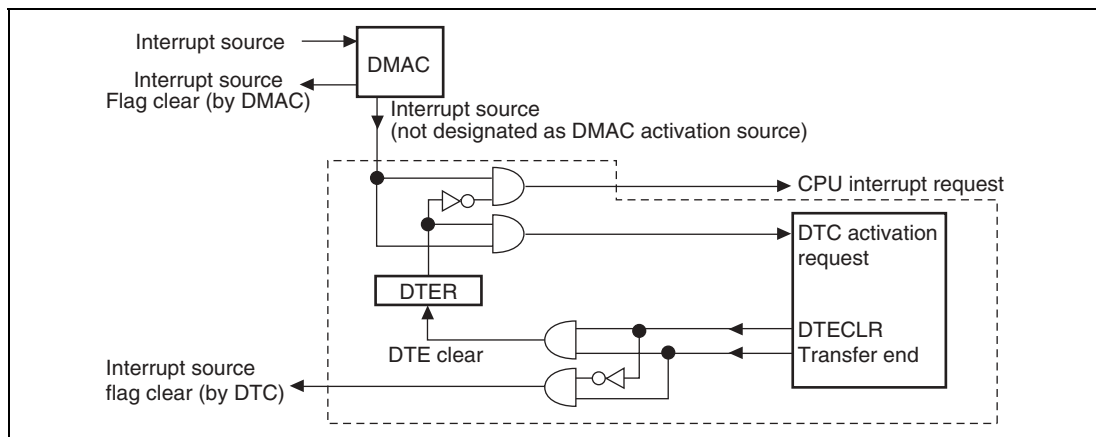 Interrupt source
DMAC
Interrupt source
Flag clear (by DMAC)
Interrupt source
(not designated as DMAC activation source)
CPU interrupt request
DTC activation
request
DTER
DTECLR
DTE clear
Transfer end
Interrupt source
flag clear (by DTC)